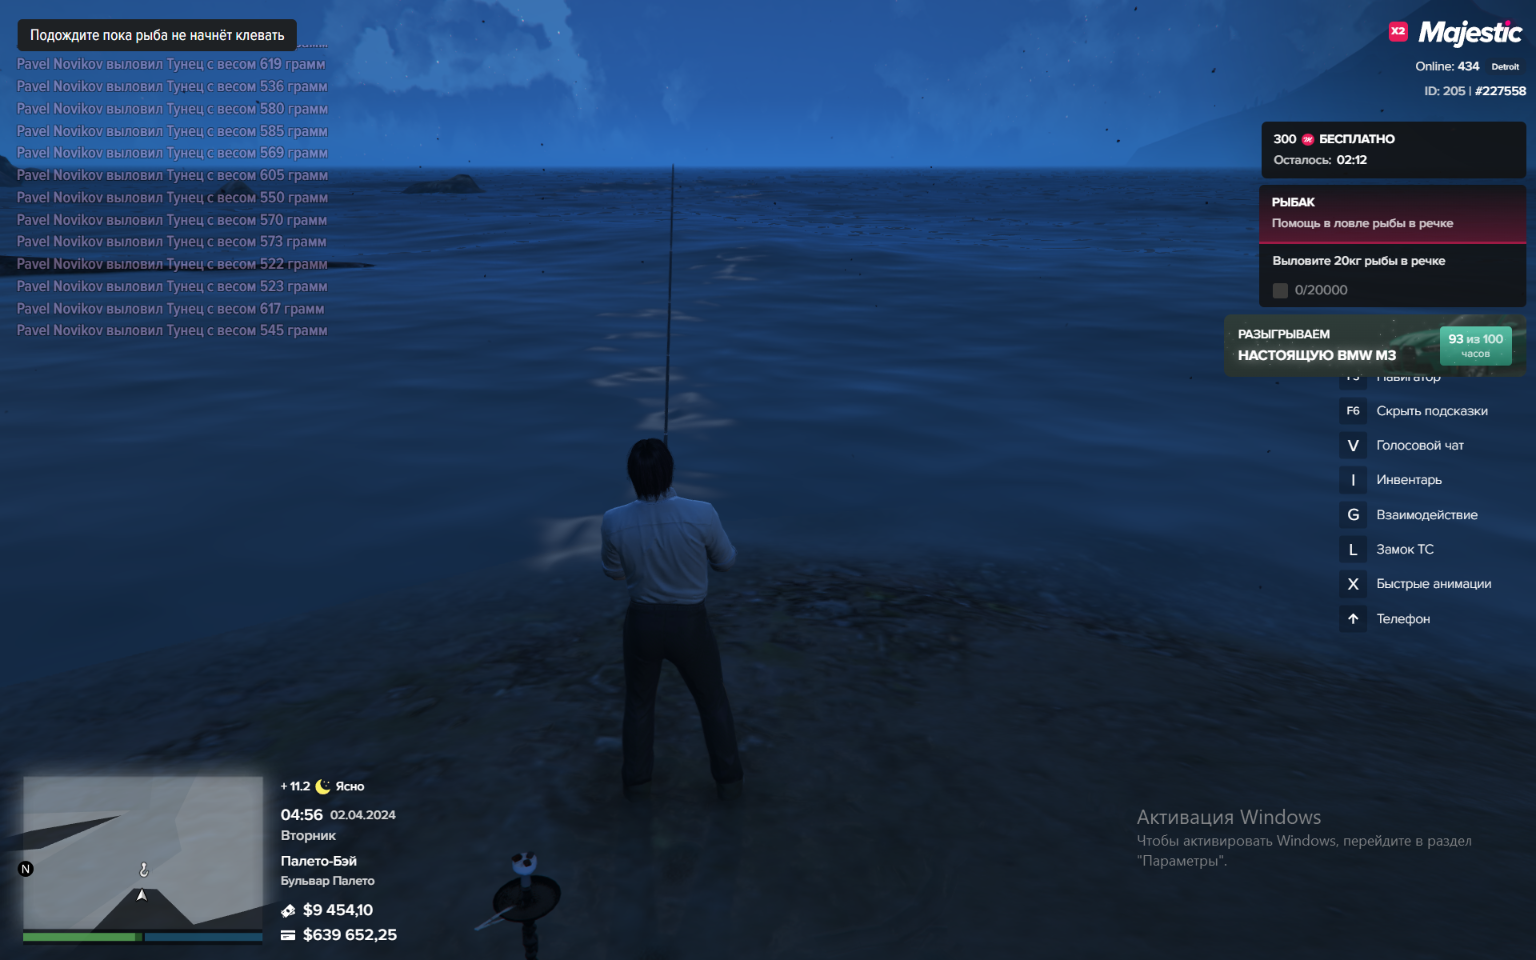 Подождите пока рыба не начнёт клевать
Pavel Novikov выловил Тунец с весом 619 грамм
Pavel Novikov выловил Тунец с весом 536 грамм
Pavel Novikov выловил Тунец с весом 580 грамм
Pavel Novikov выловил Тунец с весом 585 грамм
Pavel Novikov выловил Тунец с весом 569 грамм
Pavel Novikov выловил Тунец с весом 605 грамм
Pavel Novikov выловил Тунец с весом 550 грамм
Pavel Novikov выловил Тунец с весом 570 грамм
Pavel Novikov выловил Тунец с весом 573 грамм
Pavel Novikov выловил Тунец с весом 522 грамм
Pavel Novikov выловил Тунец с весом 523 грамм
Pavel Novikov выловил Тунец с весом 617 грамм
Pavel Novikov выловил Тунец с весом 545 грамм
X2 Majestic
Online: 434 Detroit
ID: 205 | #227558
300 БЕСПЛАТНО
Осталось: 02:12
РЫБАК
Помощь в ловле рыбы в речке
Выловите 20кг рыбы в речке
0/20000
РАЗЫГРЫВАЕМ
НАСТОЯЩУЮ BMW M3
93 из 100
часов
Навигатор
F6 Скрыть подсказки
V Голосовой чат
I Инвентарь
G Взаимодействие
L Замок ТС
X Быстрые анимации
Телефон
N
+ 11.2 Ясно
04:56 02.04.2024
Вторник
Палето-Бэй
Бульвар Палето
$9 454,10
$639 652,25
Активация Windows
Чтобы активировать Windows, перейдите в раздел
"Параметры".